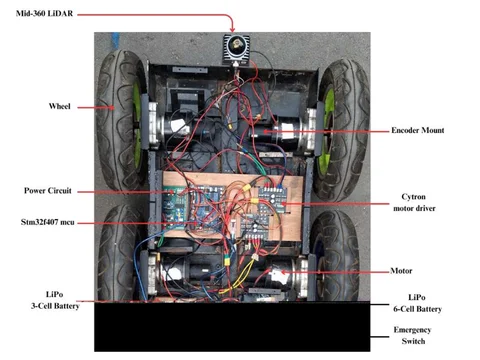 Mid-360 LiDAR
Wheel
Encoder Mount
Power Circuit
Cytron
motor driver
Stm32f407 mcu
Motor
LiPo
3-Cell Battery
LiPo
6-Cell Battery
Emergency
Switch